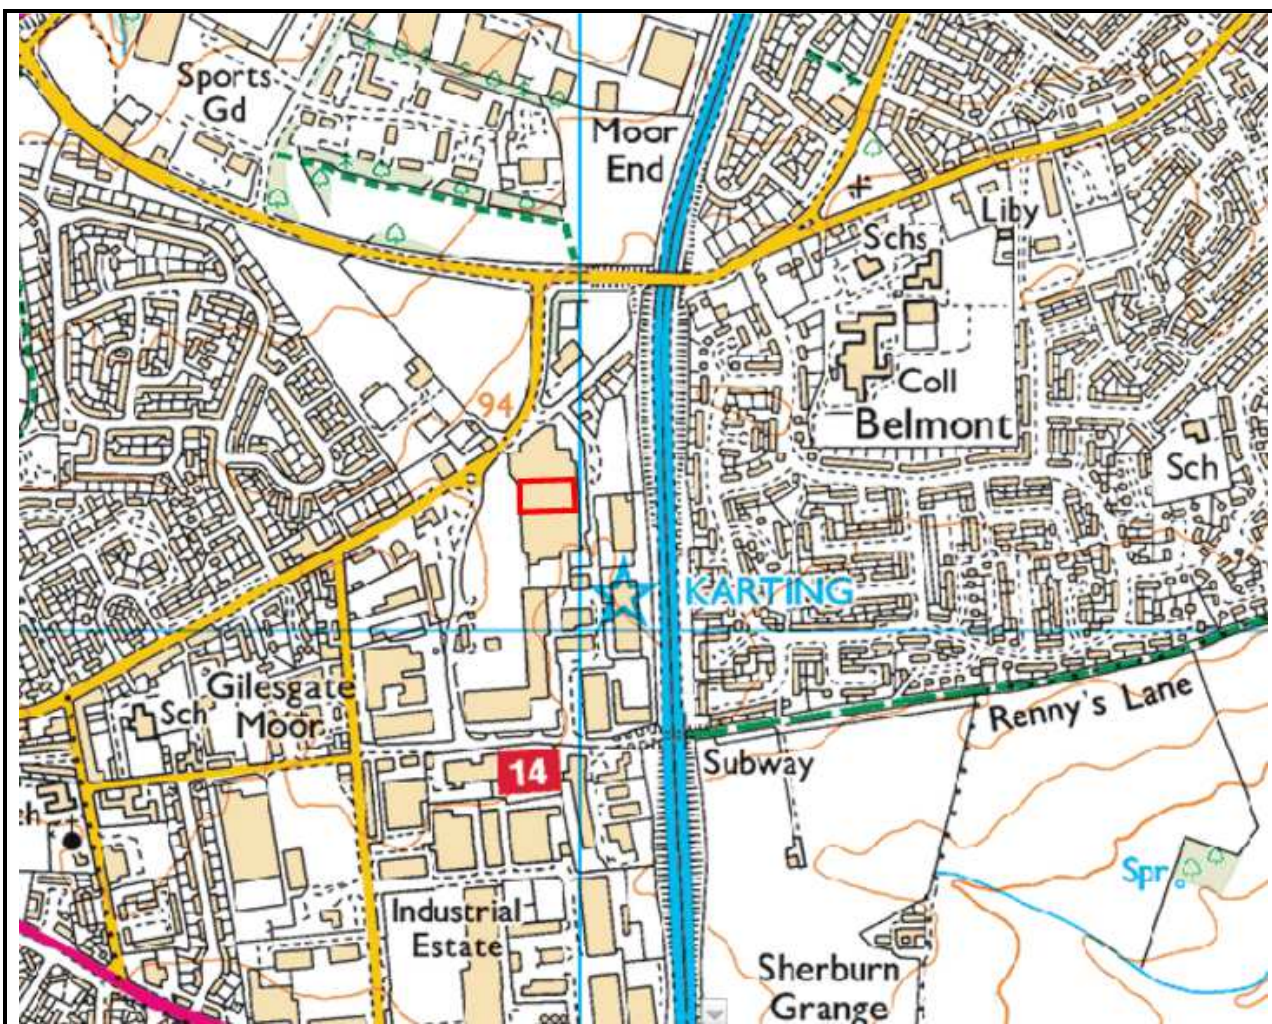 Sports
Gd
Moor
End
Liby
Schs
Coll
94
Belmont
Sch
KARTING
Gilesgate
Moor
Sch
Renny's Lane
14
Subway
Spr
Industrial
Estate
Sherburn
Grange